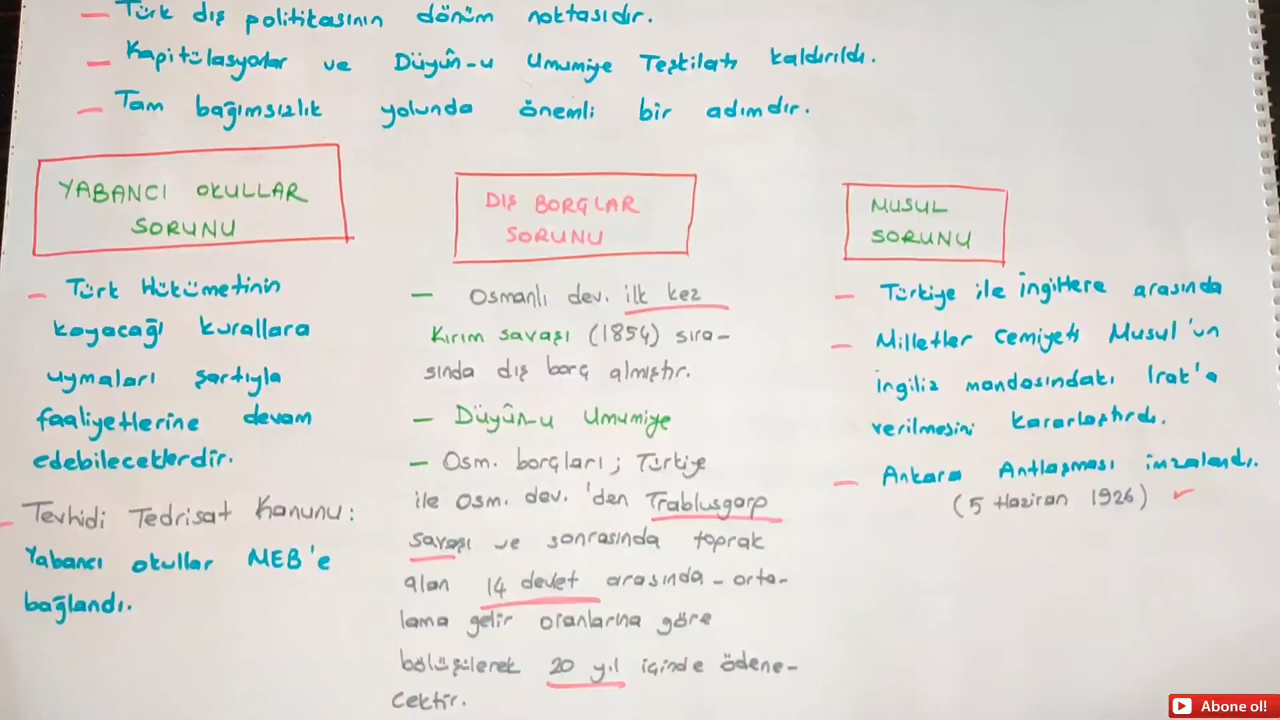 Türk dış politikasının dönüm noktasıdır.
Kapitülasyonlar ve Düyûn-u Umumiye Teşkilatı kaldırıldı.
Tam bağımsızlık yolunda önemli bir adımdır.
YABANCI OKULLAR
SORUNU
- Türk Hükümetinin
koyacağı kurallara
uymaları şartıyla
faaliyetlerine devam
edebileceklerdir.
- Tevhidi Tedrisat Kanunu:
Yabancı okullar MEB'e
bağlandı.
DIŞ BORÇLAR
SORUNU
- Osmanlı dev. ilk kez
Kırım savaşı (1854) sıra-
sında dış borç almıştır.
- Düyûn-u Umumiye
- Osm. borçları; Türkiye
ile Osm. dev.'den Trablusgarp
savaşı ve sonrasında toprak
alan 14 devlet arasında - orta-
lama gelir oranlarına göre
bölüşülerek 20 yıl içinde ödene-
cektir.
MUSUL
SORUNU
- Türkiye ile İngiltere arasında
- Milletler Cemiyeti Musul'un
İngiliz mandasındaki Irak'a
verilmesini kararlaştırdı.
- Ankara Antlaşması imzalandı.
(5 Haziran 1926) ✓
Abone ol!